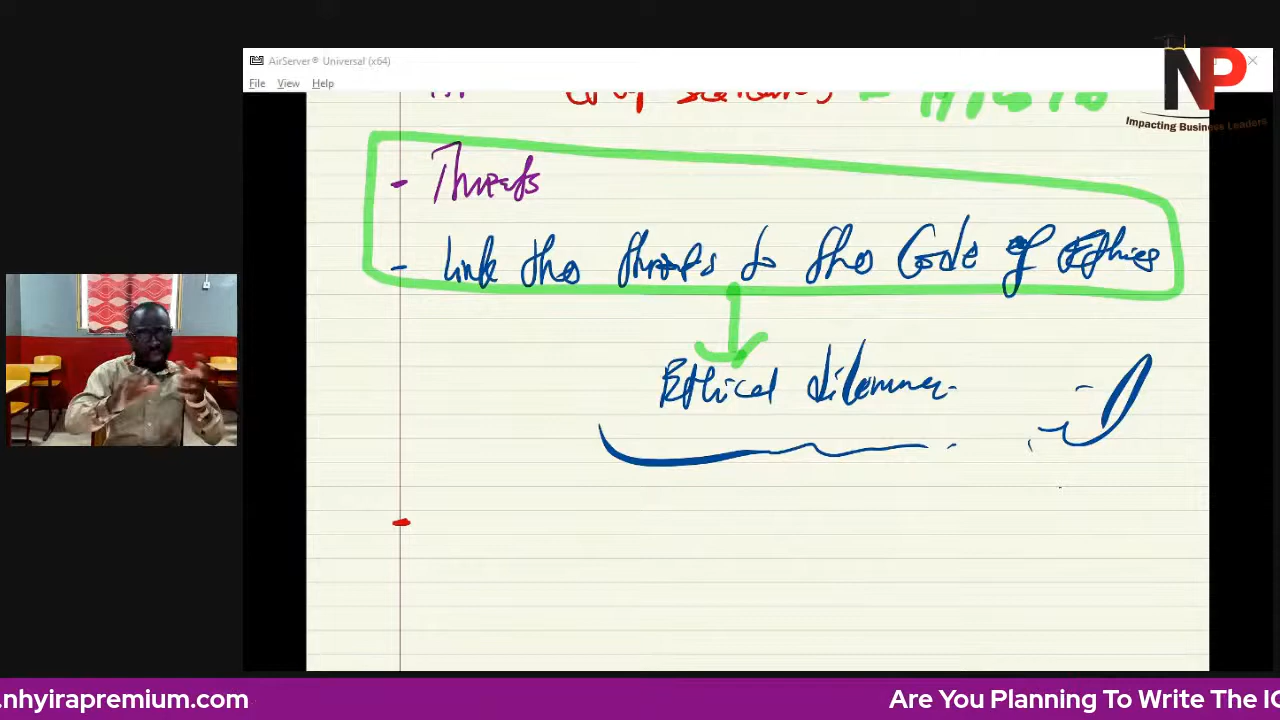 AirServer® Universal (x64)
File View Help
NP
Impacting Business Leaders
- Threats
- Link the threats to the Code of Ethics
Ethical dilemma
.nhyirapremium.com
Are You Planning To Write The IC